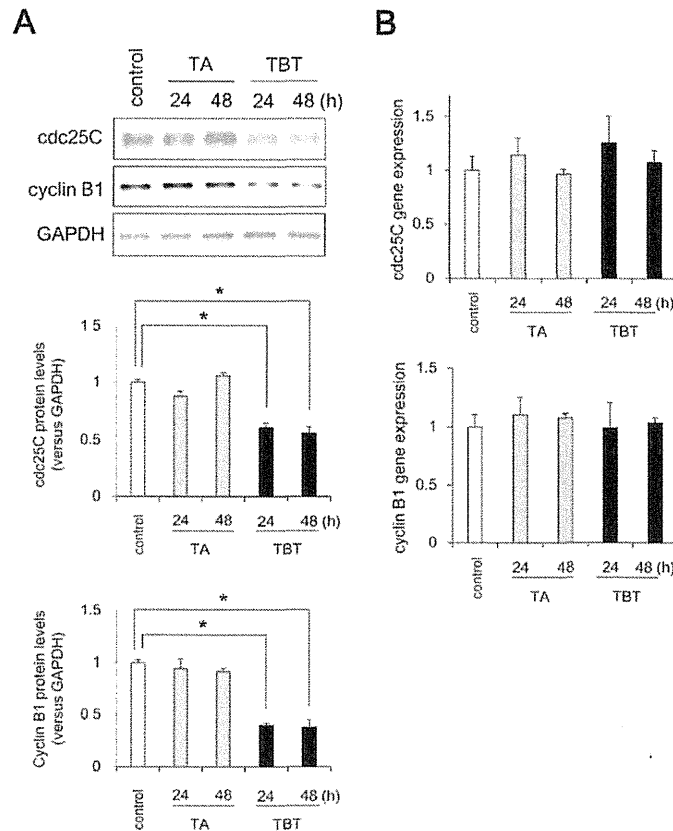 A
control
TA
TBT
24 48 24 48 (h)
cdc25C
cyclin B1
GAPDH
*
*
cdc25C protein levels
(versus GAPDH)
1.5
1
0.5
0
control
24 48 24 48 (h)
TA TBT
*
*
Cyclin B1 protein levels
(versus GAPDH)
1.5
1
0.5
0
control
24 48 24 48 (h)
TA TBT
B
cdc25C gene expression
1.5
1
0.5
0
control
24 48 24 48 (h)
TA TBT
cyclin B1 gene expression
1.5
1
0.5
0
control
24 48 24 48 (h)
TA TBT